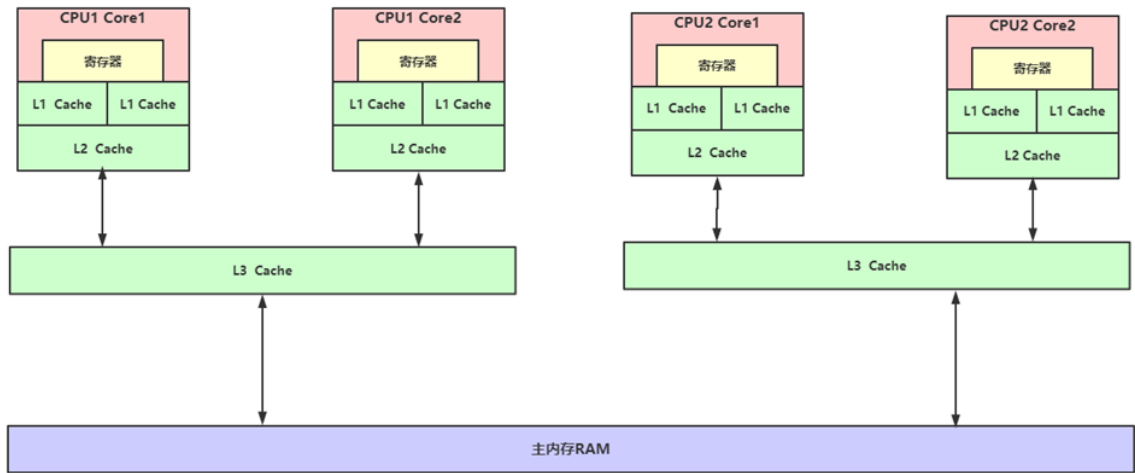 CPU1 Core1
寄存器
L1 Cache
L1 Cache
L2 Cache
CPU1 Core2
寄存器
L1 Cache
L1 Cache
L2 Cache
CPU2 Core1
寄存器
L1 Cache
L1 Cache
L2 Cache
CPU2 Core2
寄存器
L1 Cache
L1 Cache
L2 Cache
L3 Cache
L3 Cache
主内存RAM